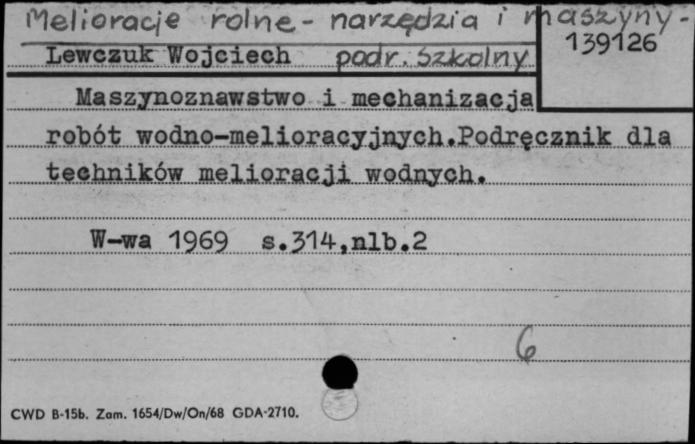 Melioracje rolne - narzędzia i maszyny -
139126
Lewczuk Wojciech podr. szkolny
Maszynoznawstwo i mechanizacja
robót wodno-melioracyjnych.Podręcznik dla
techników melioracji wodnych.
W-wa 1969 s.314,nlb.2
6
CWD B-15b. Zam. 1654/Dw/On/68 GDA-2710.